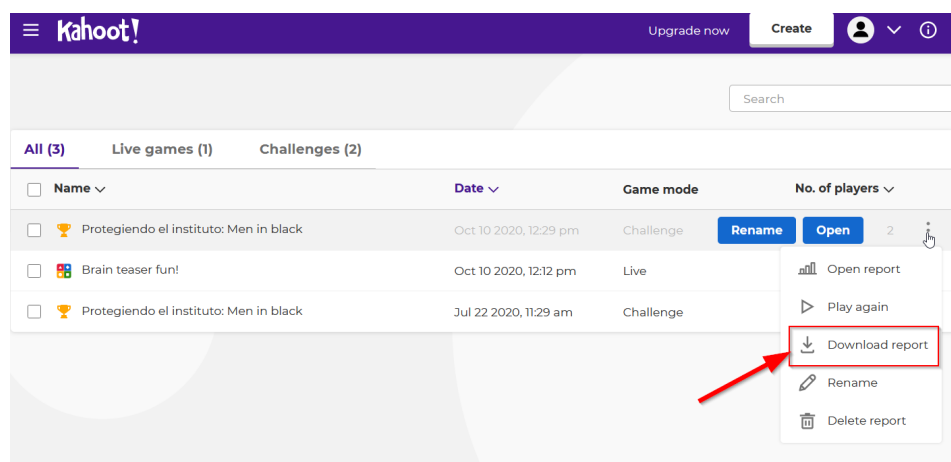 Kahoot! Upgrade now Create
Search
All (3) Live games (1) Challenges (2)
Name Date Game mode No. of players
Protegiendo el instituto: Men in black Oct 10 2020, 12:29 pm Challenge Rename Open 2
Brain teaser fun! Oct 10 2020, 12:12 pm Live
Open report
Protegiendo el instituto: Men in black Jul 22 2020, 11:29 am Challenge
Play again
Download report
Rename
Delete report